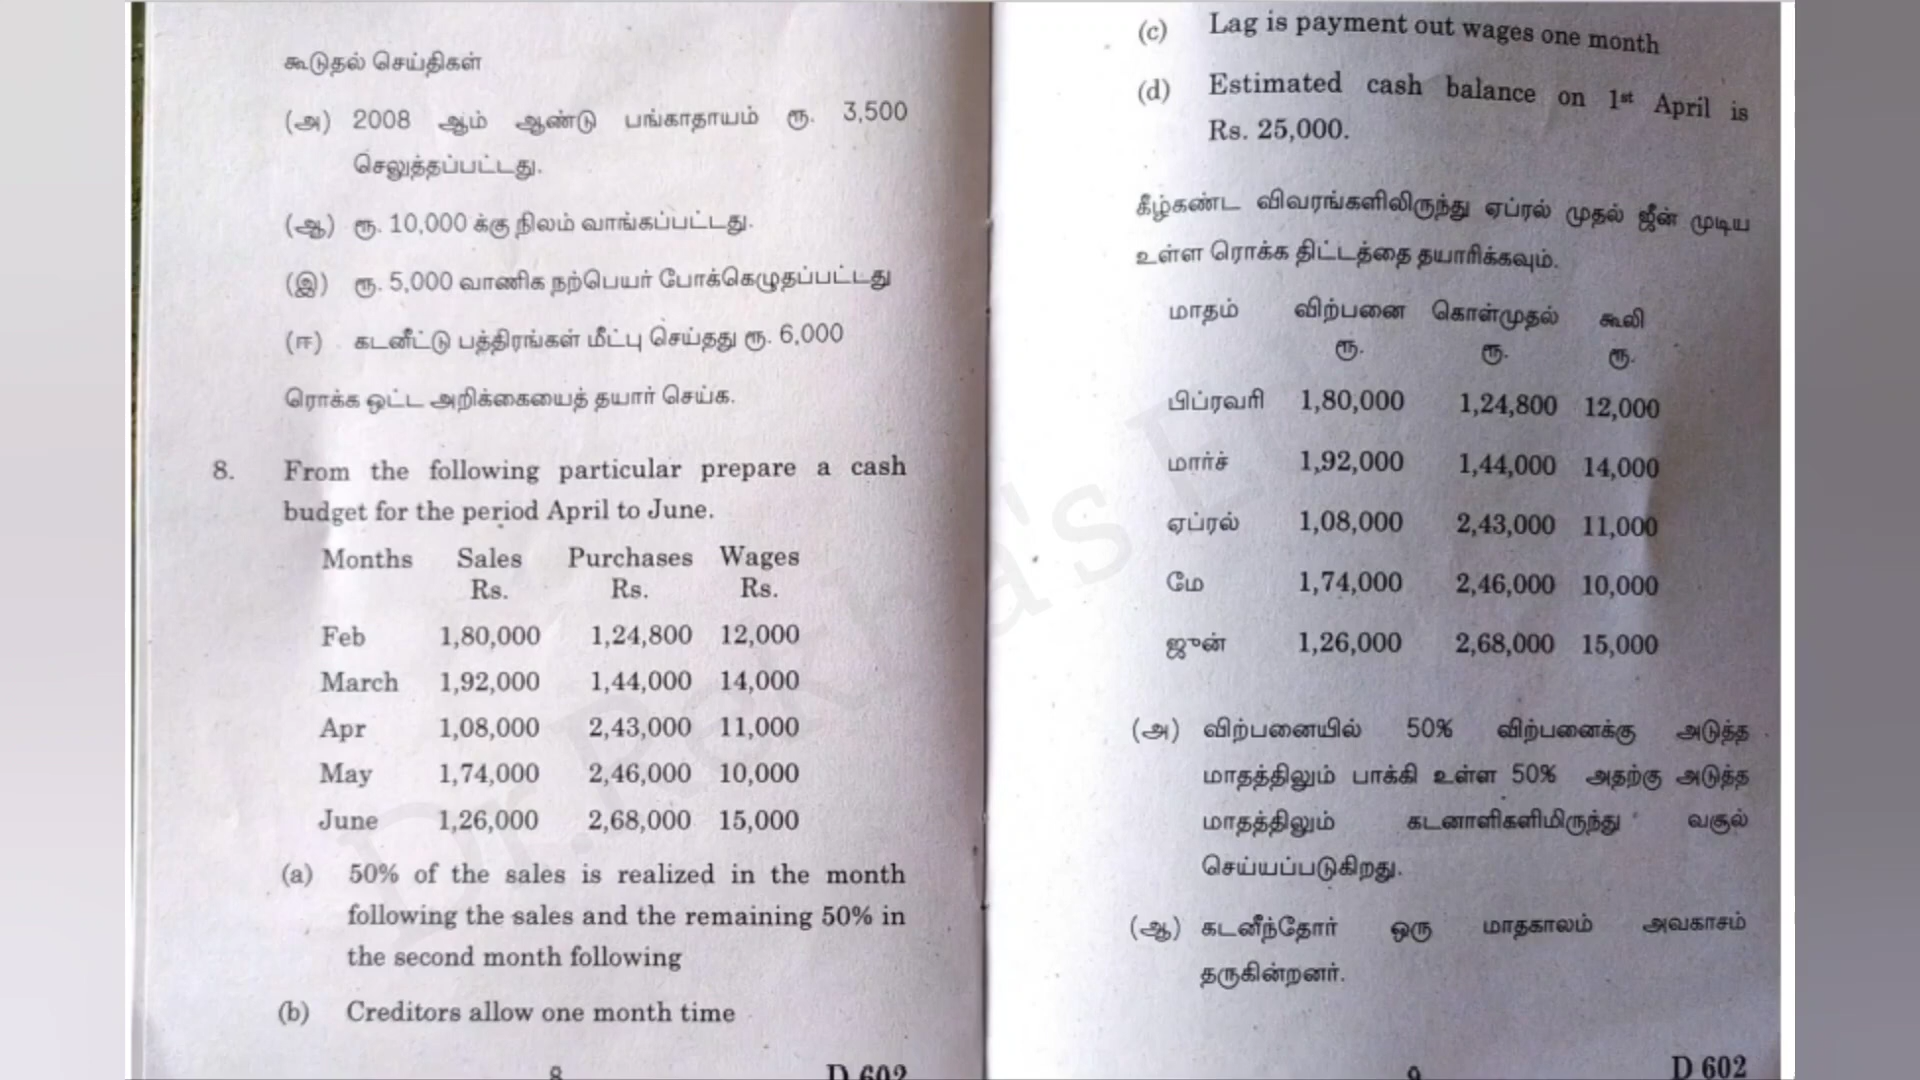 கூடுதல் செய்திகள்
(அ) 2008 ஆம் ஆண்டு பங்காதாயம் ரூ. 3,500
செலுத்தப்பட்டது.
(ஆ) ரூ. 10,000 க்கு நிலம் வாங்கப்பட்டது.
(இ) ரூ. 5,000 வாணிக நற்பெயர் போக்கெழுதப்பட்டது
(ஈ) கடனீட்டு பத்திரங்கள் மீட்பு செய்தது ரூ. 6,000
ரொக்க ஓட்ட அறிக்கையைத் தயார் செய்க.
8. From the following particular prepare a cash
budget for the period April to June.
Months Sales Purchases Wages
Rs. Rs. Rs.
Feb 1,80,000 1,24,800 12,000
March 1,92,000 1,44,000 14,000
Apr 1,08,000 2,43,000 11,000
May 1,74,000 2,46,000 10,000
June 1,26,000 2,68,000 15,000
(a) 50% of the sales is realized in the month
following the sales and the remaining 50% in
the second month following
(b) Creditors allow one month time
8 D 602
(c) Lag is payment out wages one month
(d) Estimated cash balance on 1st April is
Rs. 25,000.
கீழ்கண்ட விவரங்களிலிருந்து ஏப்ரல் முதல் ஜீன் முடிய
உள்ள ரொக்க திட்டத்தை தயாரிக்கவும்.
மாதம் விற்பனை கொள்முதல் கூலி
ரூ. ரூ. ரூ.
பிப்ரவரி 1,80,000 1,24,800 12,000
மார்ச் 1,92,000 1,44,000 14,000
ஏப்ரல் 1,08,000 2,43,000 11,000
மே 1,74,000 2,46,000 10,000
ஜுன் 1,26,000 2,68,000 15,000
(அ) விற்பனையில் 50% விற்பனைக்கு அடுத்த
மாதத்திலும் பாக்கி உள்ள 50% அதற்கு அடுத்த
மாதத்திலும் கடனாளிகளிமிருந்து வசூல்
செய்யப்படுகிறது.
(ஆ) கடனீந்தோர் ஒரு மாதகாலம் அவகாசம்
தருகின்றனர்.
9 D 602